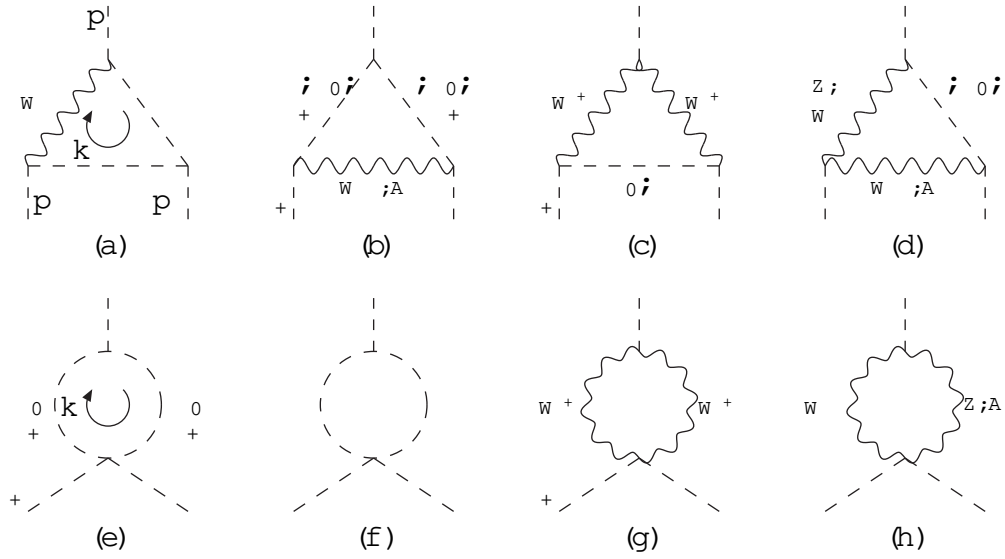 p
; 0; ; 0;
W + + W + W + Z; ; 0;
W
k
p p W ;A 0; W ;A
+ +
(a) (b) (c) (d)
0 k 0 W + W + W Z;A
+ +
+ +
(e) (f) (g) (h)